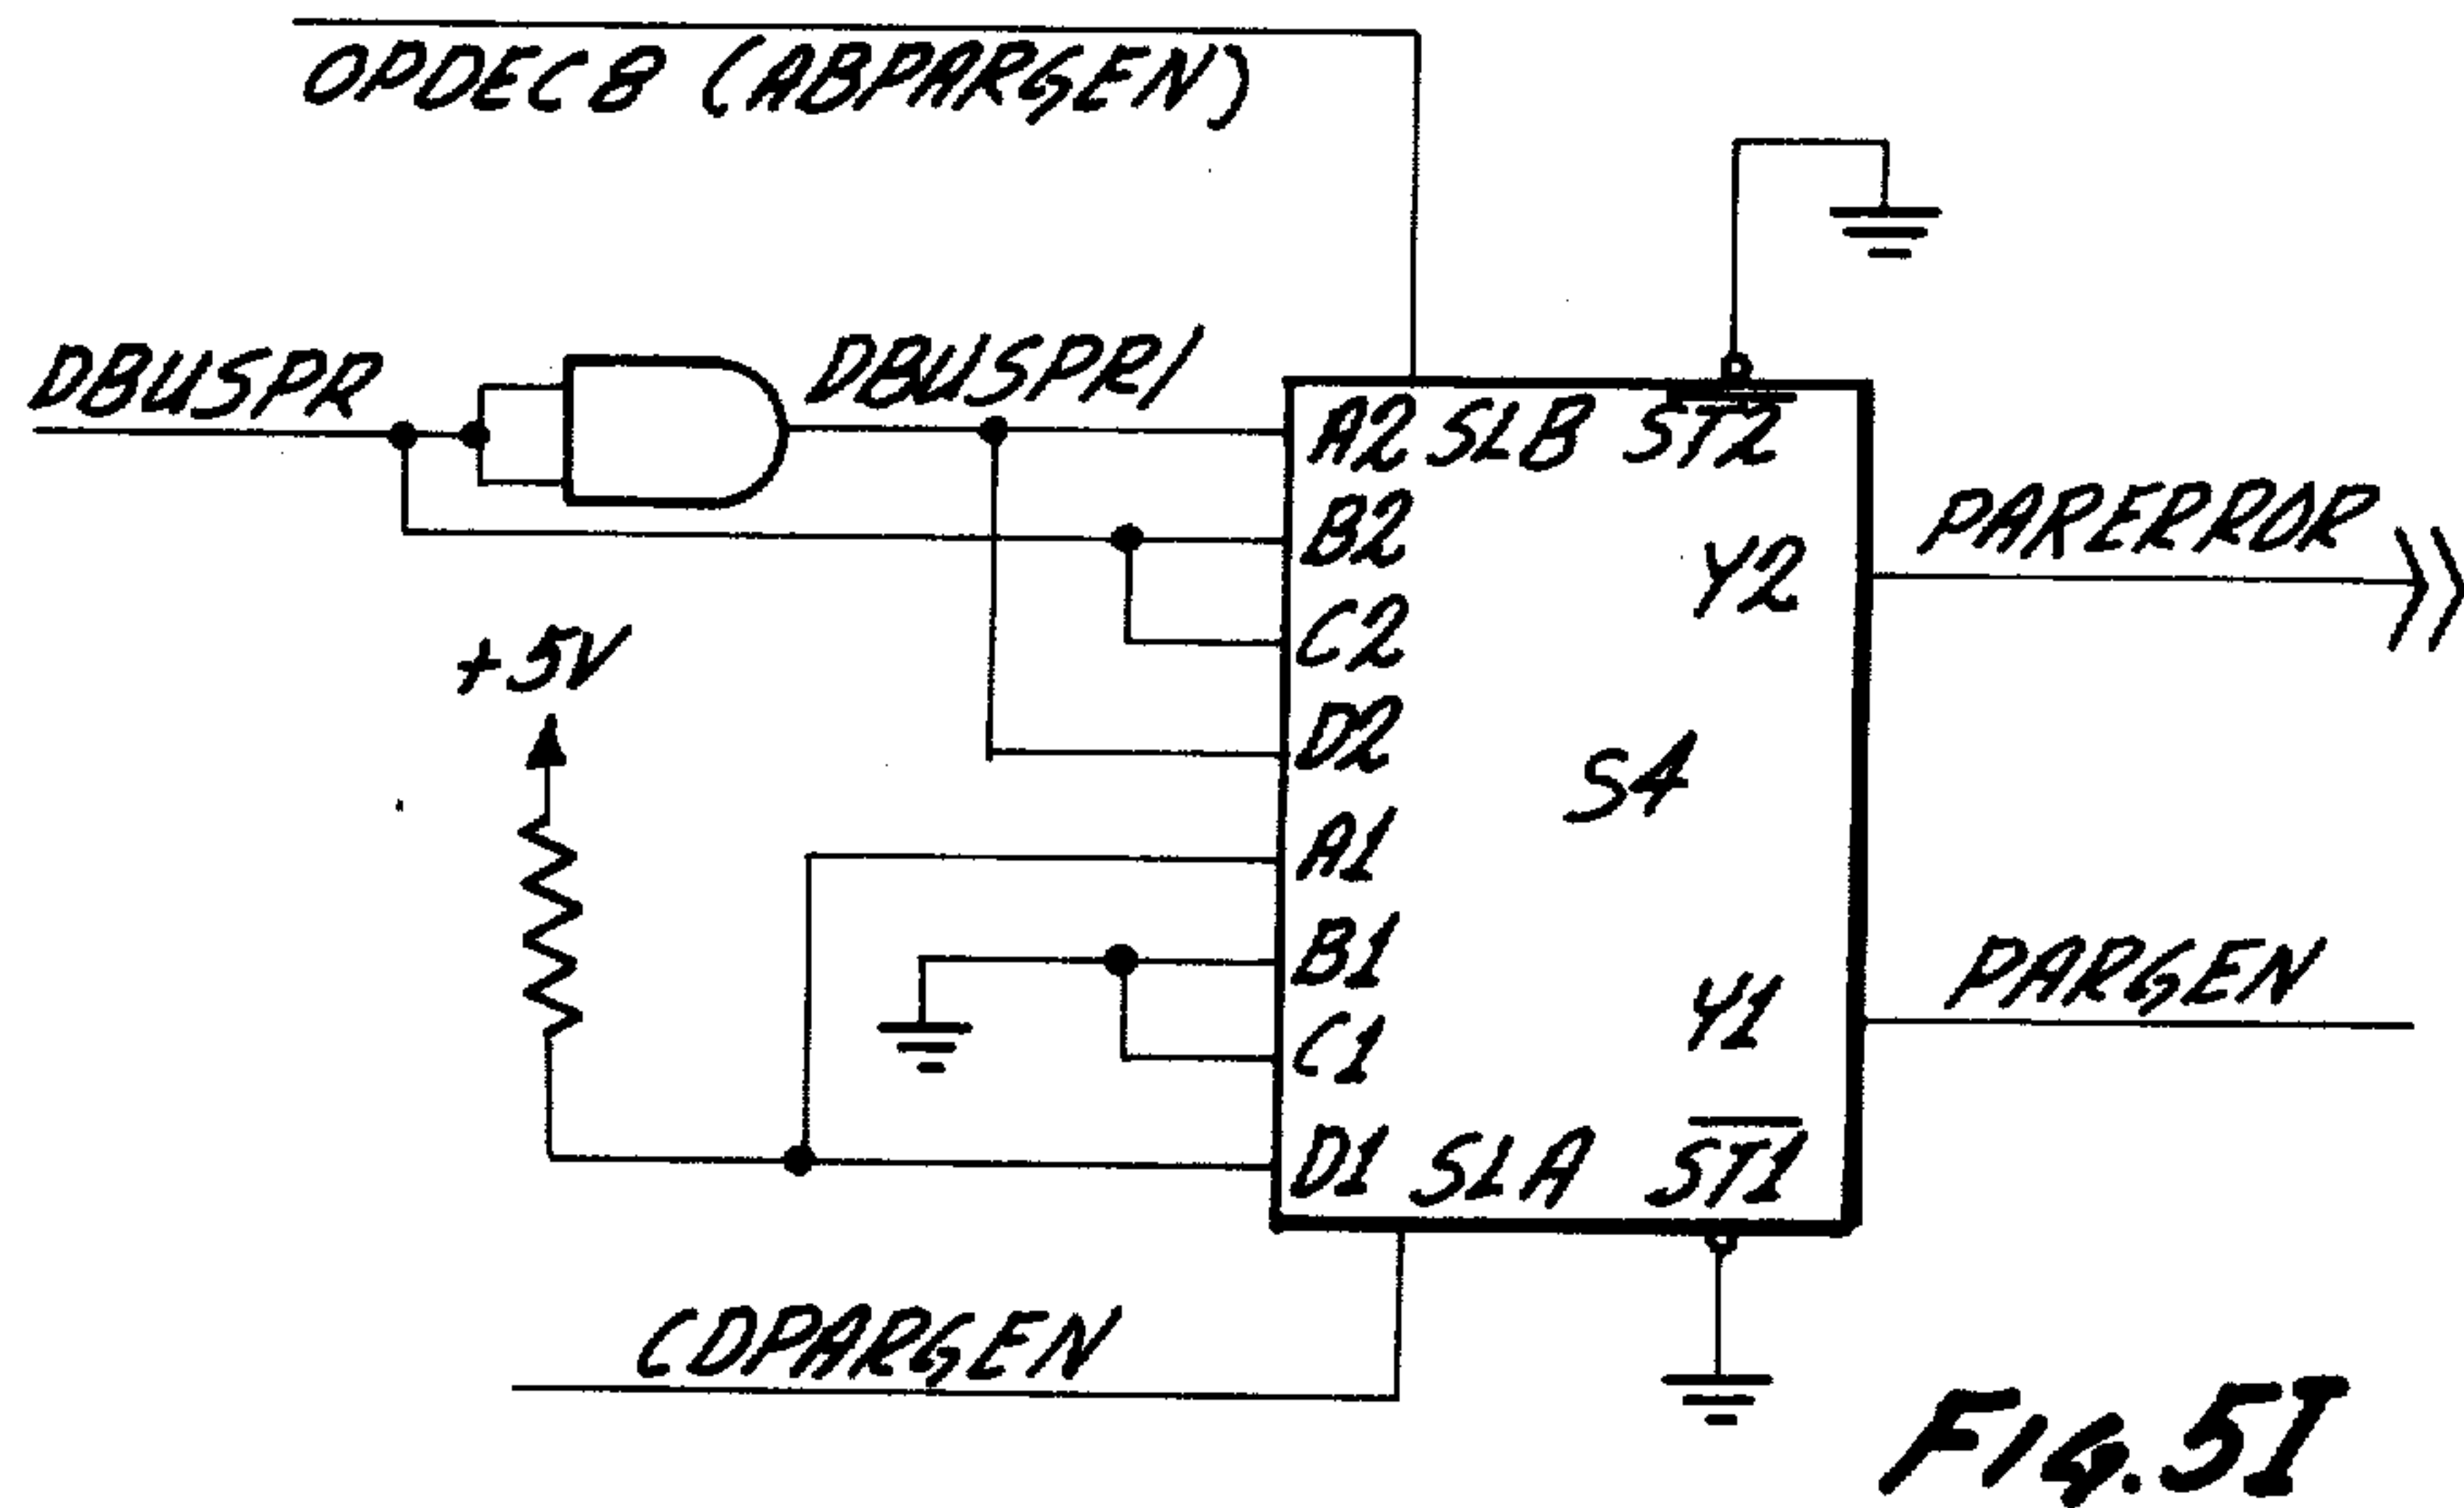 OPDEC8 (ABPARGEN)
DBUSPR
DBUSPR1
A2 SLB ST2
B2
Y2
PARERROR
C2
+5V
D2
S4
A1
B1
PARGEN
Y1
C1
D1 SLA ST1
CDPARGEN
FIG. 5I